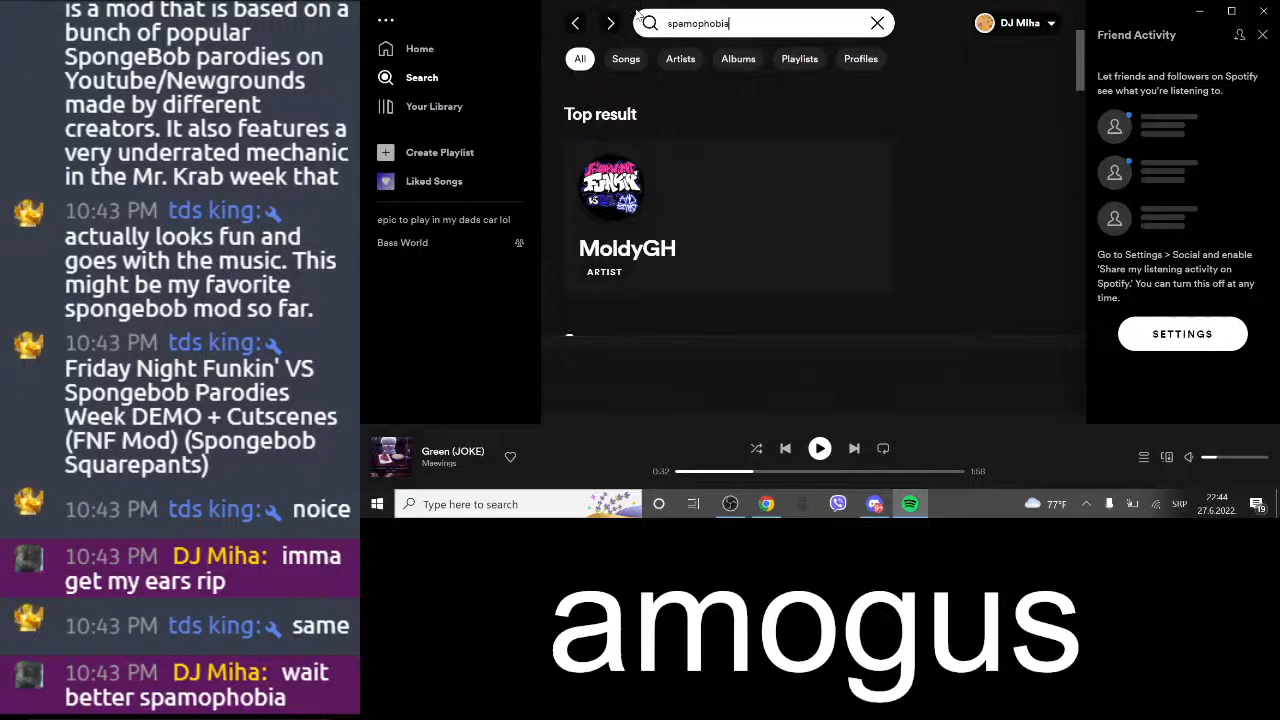 is a mod that is based on a
bunch of popular
SpongeBob parodies on
Youtube/Newgrounds
made by different
creators. It also features a
very underrated mechanic
in the Mr. Krab week that
10:43 PM tds king:
actually looks fun and
goes with the music. This
might be my favorite
spongebob mod so far.
10:43 PM tds king:
Friday Night Funkin' VS
Spongebob Parodies
Week DEMO + Cutscenes
(FNF Mod) (Spongebob
Squarepants)
10:43 PM tds king: noice
10:43 PM DJ Miha: imma
get my ears rip
10:43 PM tds king: same
10:43 PM DJ Miha: wait
better spamophobia
Home
Search
Your Library
Create Playlist
Liked Songs
epic to play in my dads car lol
Bass World
spamophobia
DJ MIha
All Songs Artists Albums Playlists Profiles
Top result
FUNKIN
VS
MoldyGH
ARTIST
Friend Activity
Let friends and followers on Spotify
see what you're listening to.
Go to Settings > Social and enable
'Share my listening activity on
Spotify.' You can turn this off at any
time.
SETTINGS
Green (JOKE)
Maevings
0:32
1:58
Type here to search
9+
77°F
SRP
22:44
27.6.2022.
19
amogus